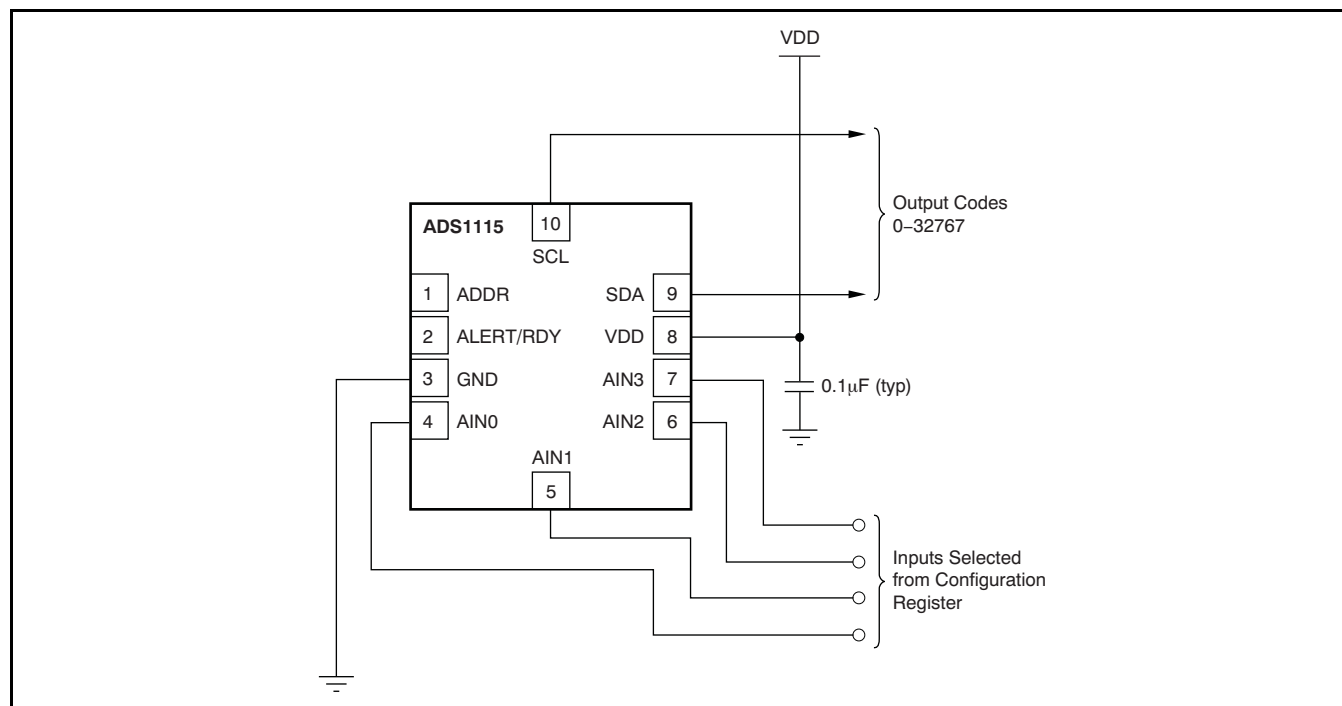 VDD
Output Codes
0–32767
ADS1115
10
SCL
1 ADDR
SDA 9
2 ALERT/RDY
VDD 8
3 GND
AIN3 7
0.1μF (typ)
4 AIN0
AIN2 6
AIN1
5
Inputs Selected
from Configuration
Register